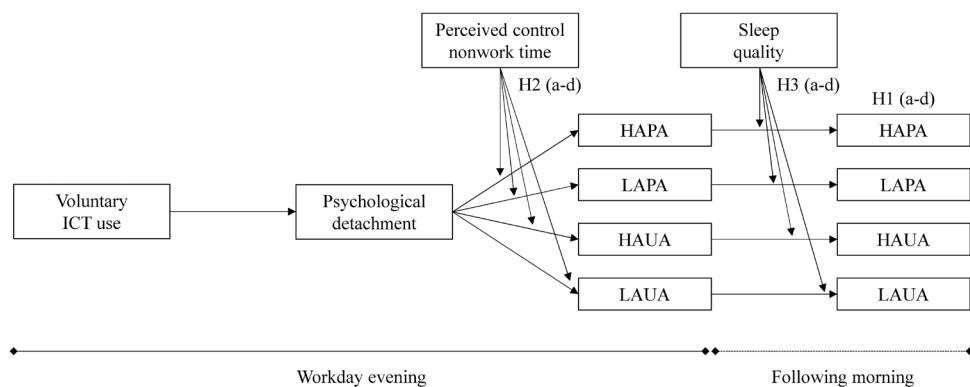 Perceived control
nonwork time
Sleep
quality
H2 (a-d)
H3 (a-d)
H1 (a-d)
HAPA
HAPA
LAPA
LAPA
Voluntary
ICT use
Psychological
detachment
HAUA
HAUA
LAUA
LAUA
Workday evening
Following morning